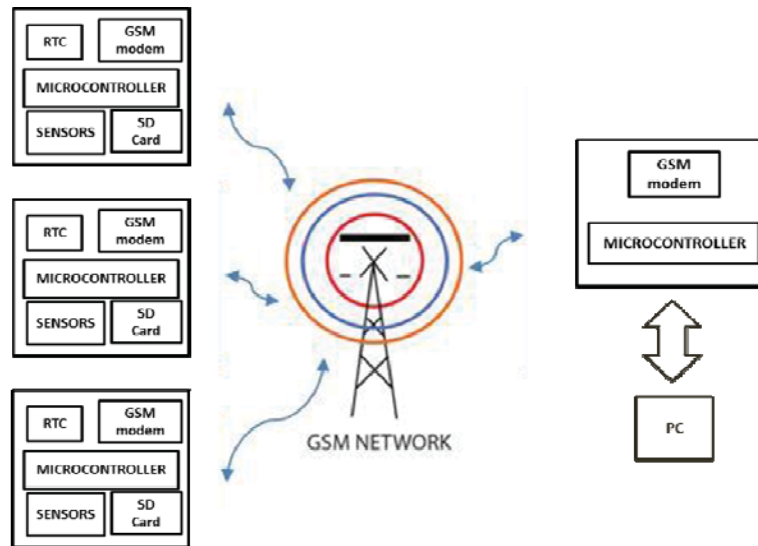 RTC
GSM
modem
MICROCONTROLLER
SENSORS
SD
Card
RTC
GSM
modem
MICROCONTROLLER
SENSORS
SD
Card
RTC
GSM
modem
MICROCONTROLLER
SENSORS
SD
Card
GSM NETWORK
GSM
modem
MICROCONTROLLER
PC